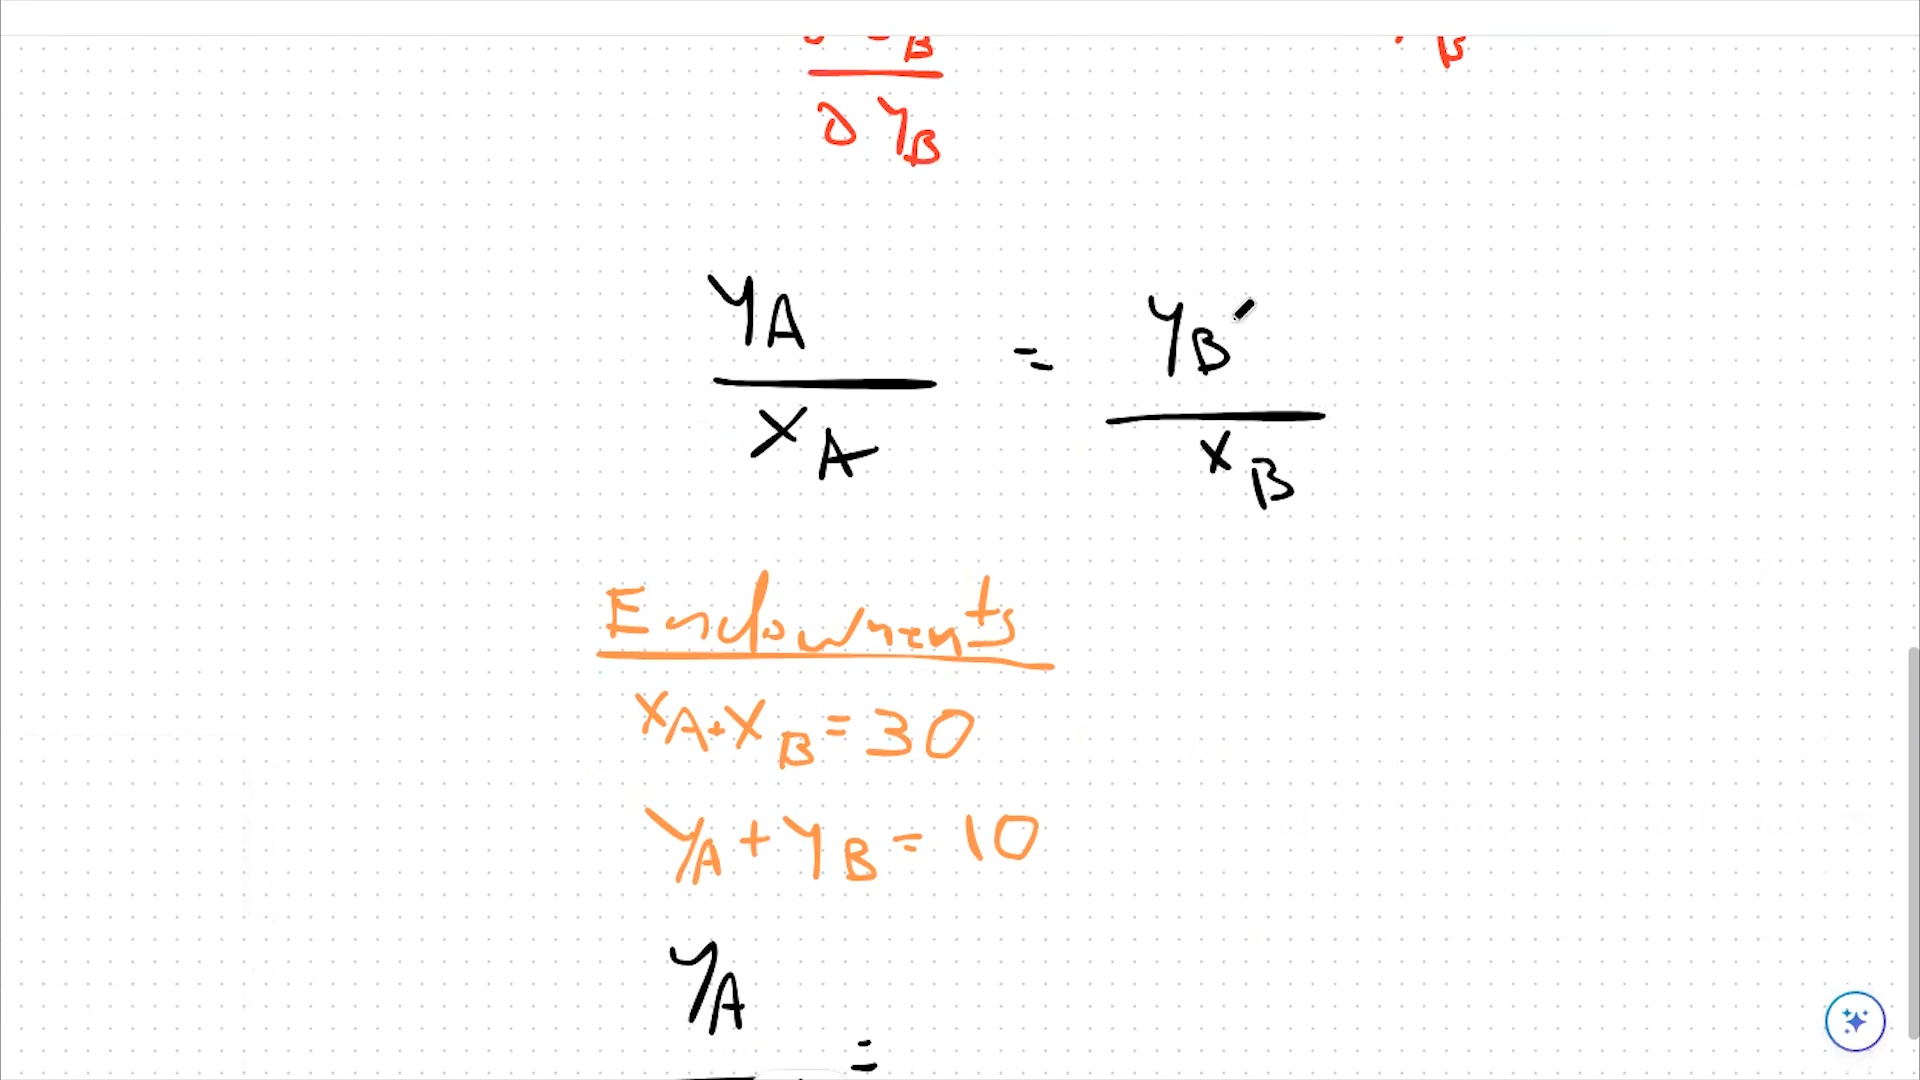 ∂ Y_B
Y_A / X_A = Y_B / X_B
Endowments
X_A + X_B = 30
Y_A + Y_B = 10
Y_A =